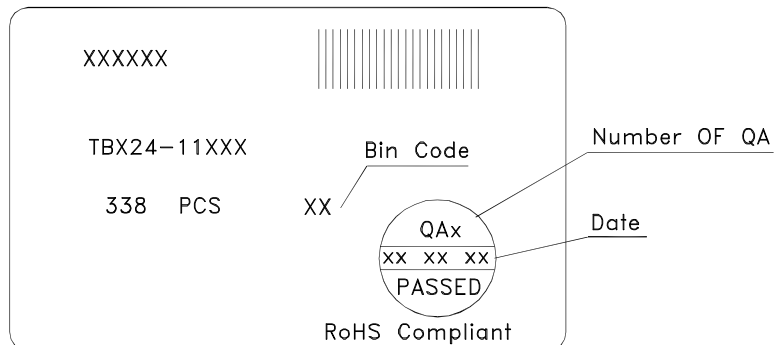 XXXXXX
TBX24-11XXX
Bin Code
Number OF QA
338 PCS
XX
QAx
Date
XX XX XX
PASSED
RoHS Compliant